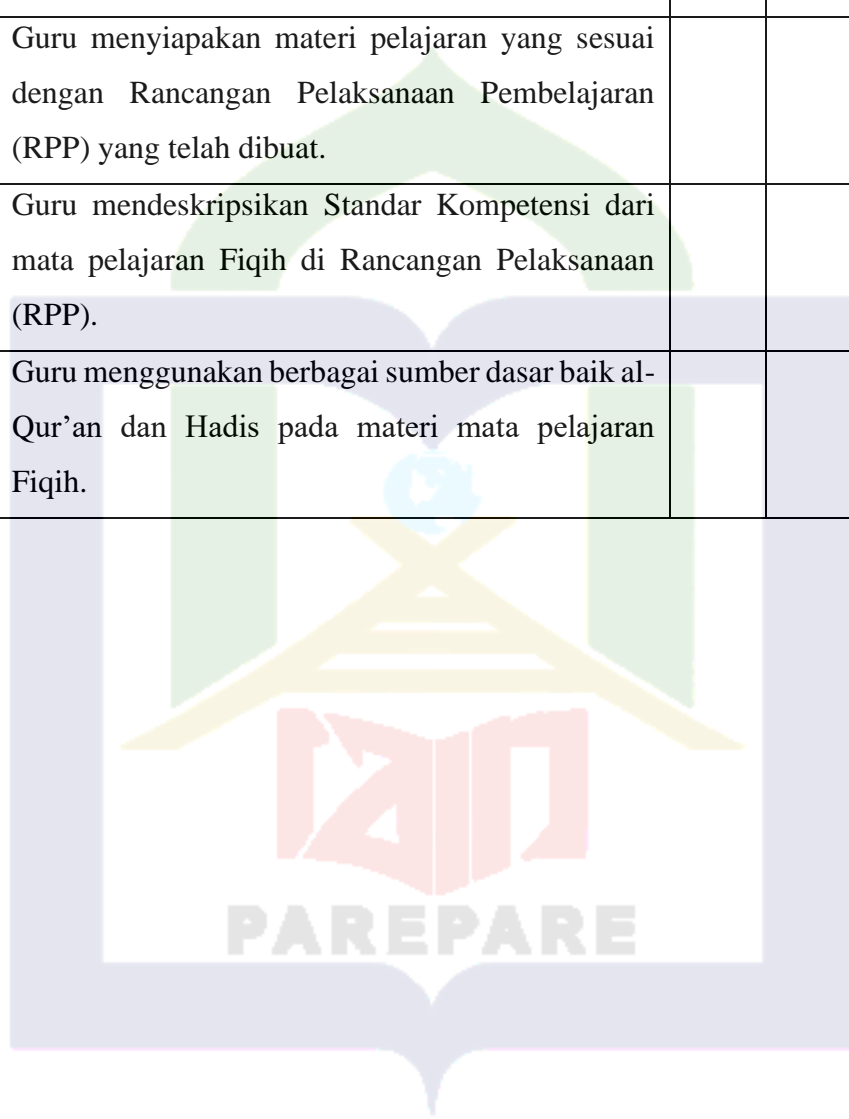 Guru menyiapakan materi pelajaran yang sesuai
dengan Rancangan Pelaksanaan Pembelajaran
(RPP) yang telah dibuat.
Guru mendeskripsikan Standar Kompetensi dari
mata pelajaran Fiqih di Rancangan Pelaksanaan
(RPP).
Guru menggunakan berbagai sumber dasar baik al-
Qur’an dan Hadis pada materi mata pelajaran
Fiqih.
iain
PAREPARE